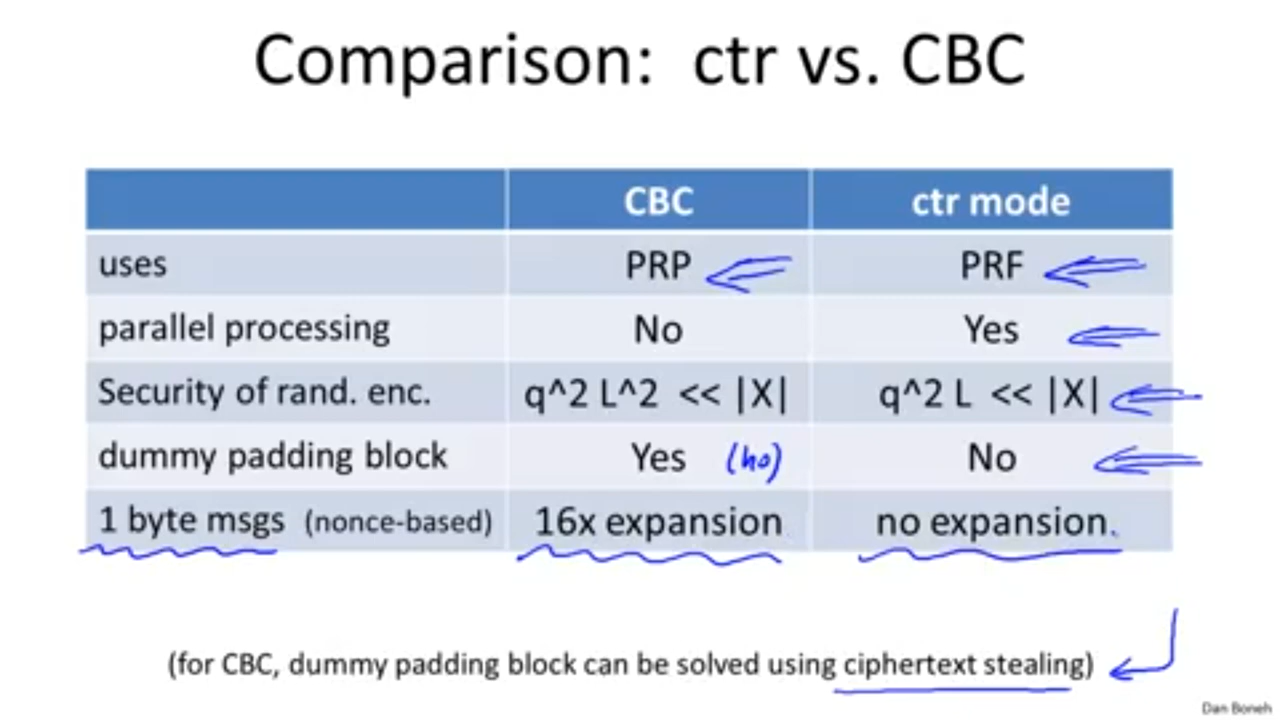 Comparison: ctr vs. CBC
CBC ctr mode
uses PRP PRF
parallel processing No Yes
Security of rand. enc. q^2 L^2 << |X| q^2 L << |X|
dummy padding block Yes (no) No
1 byte msgs (nonce-based) 16x expansion no expansion
(for CBC, dummy padding block can be solved using ciphertext stealing)
Dan Boneh